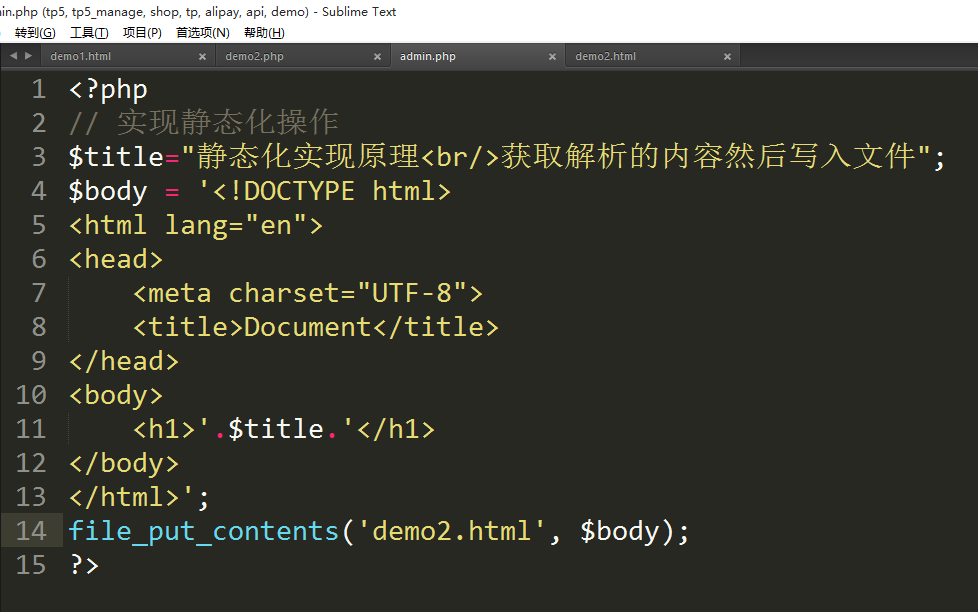 in.php (tp5, tp5_manage, shop, tp, alipay, api, demo) - Sublime Text
转到(G) 工具(T) 项目(P) 首选项(N) 帮助(H)
demo1.html × demo2.php × admin.php × demo2.html ×
1 <?php
2 // 实现静态化操作
3 $title="静态化实现原理<br/>获取解析的内容然后写入文件";
4 $body = '<!DOCTYPE html>
5 <html lang="en">
6 <head>
7     <meta charset="UTF-8">
8     <title>Document</title>
9 </head>
10 <body>
11     <h1>'.$title.'</h1>
12 </body>
13 </html>';
14 file_put_contents('demo2.html', $body);
15 ?>